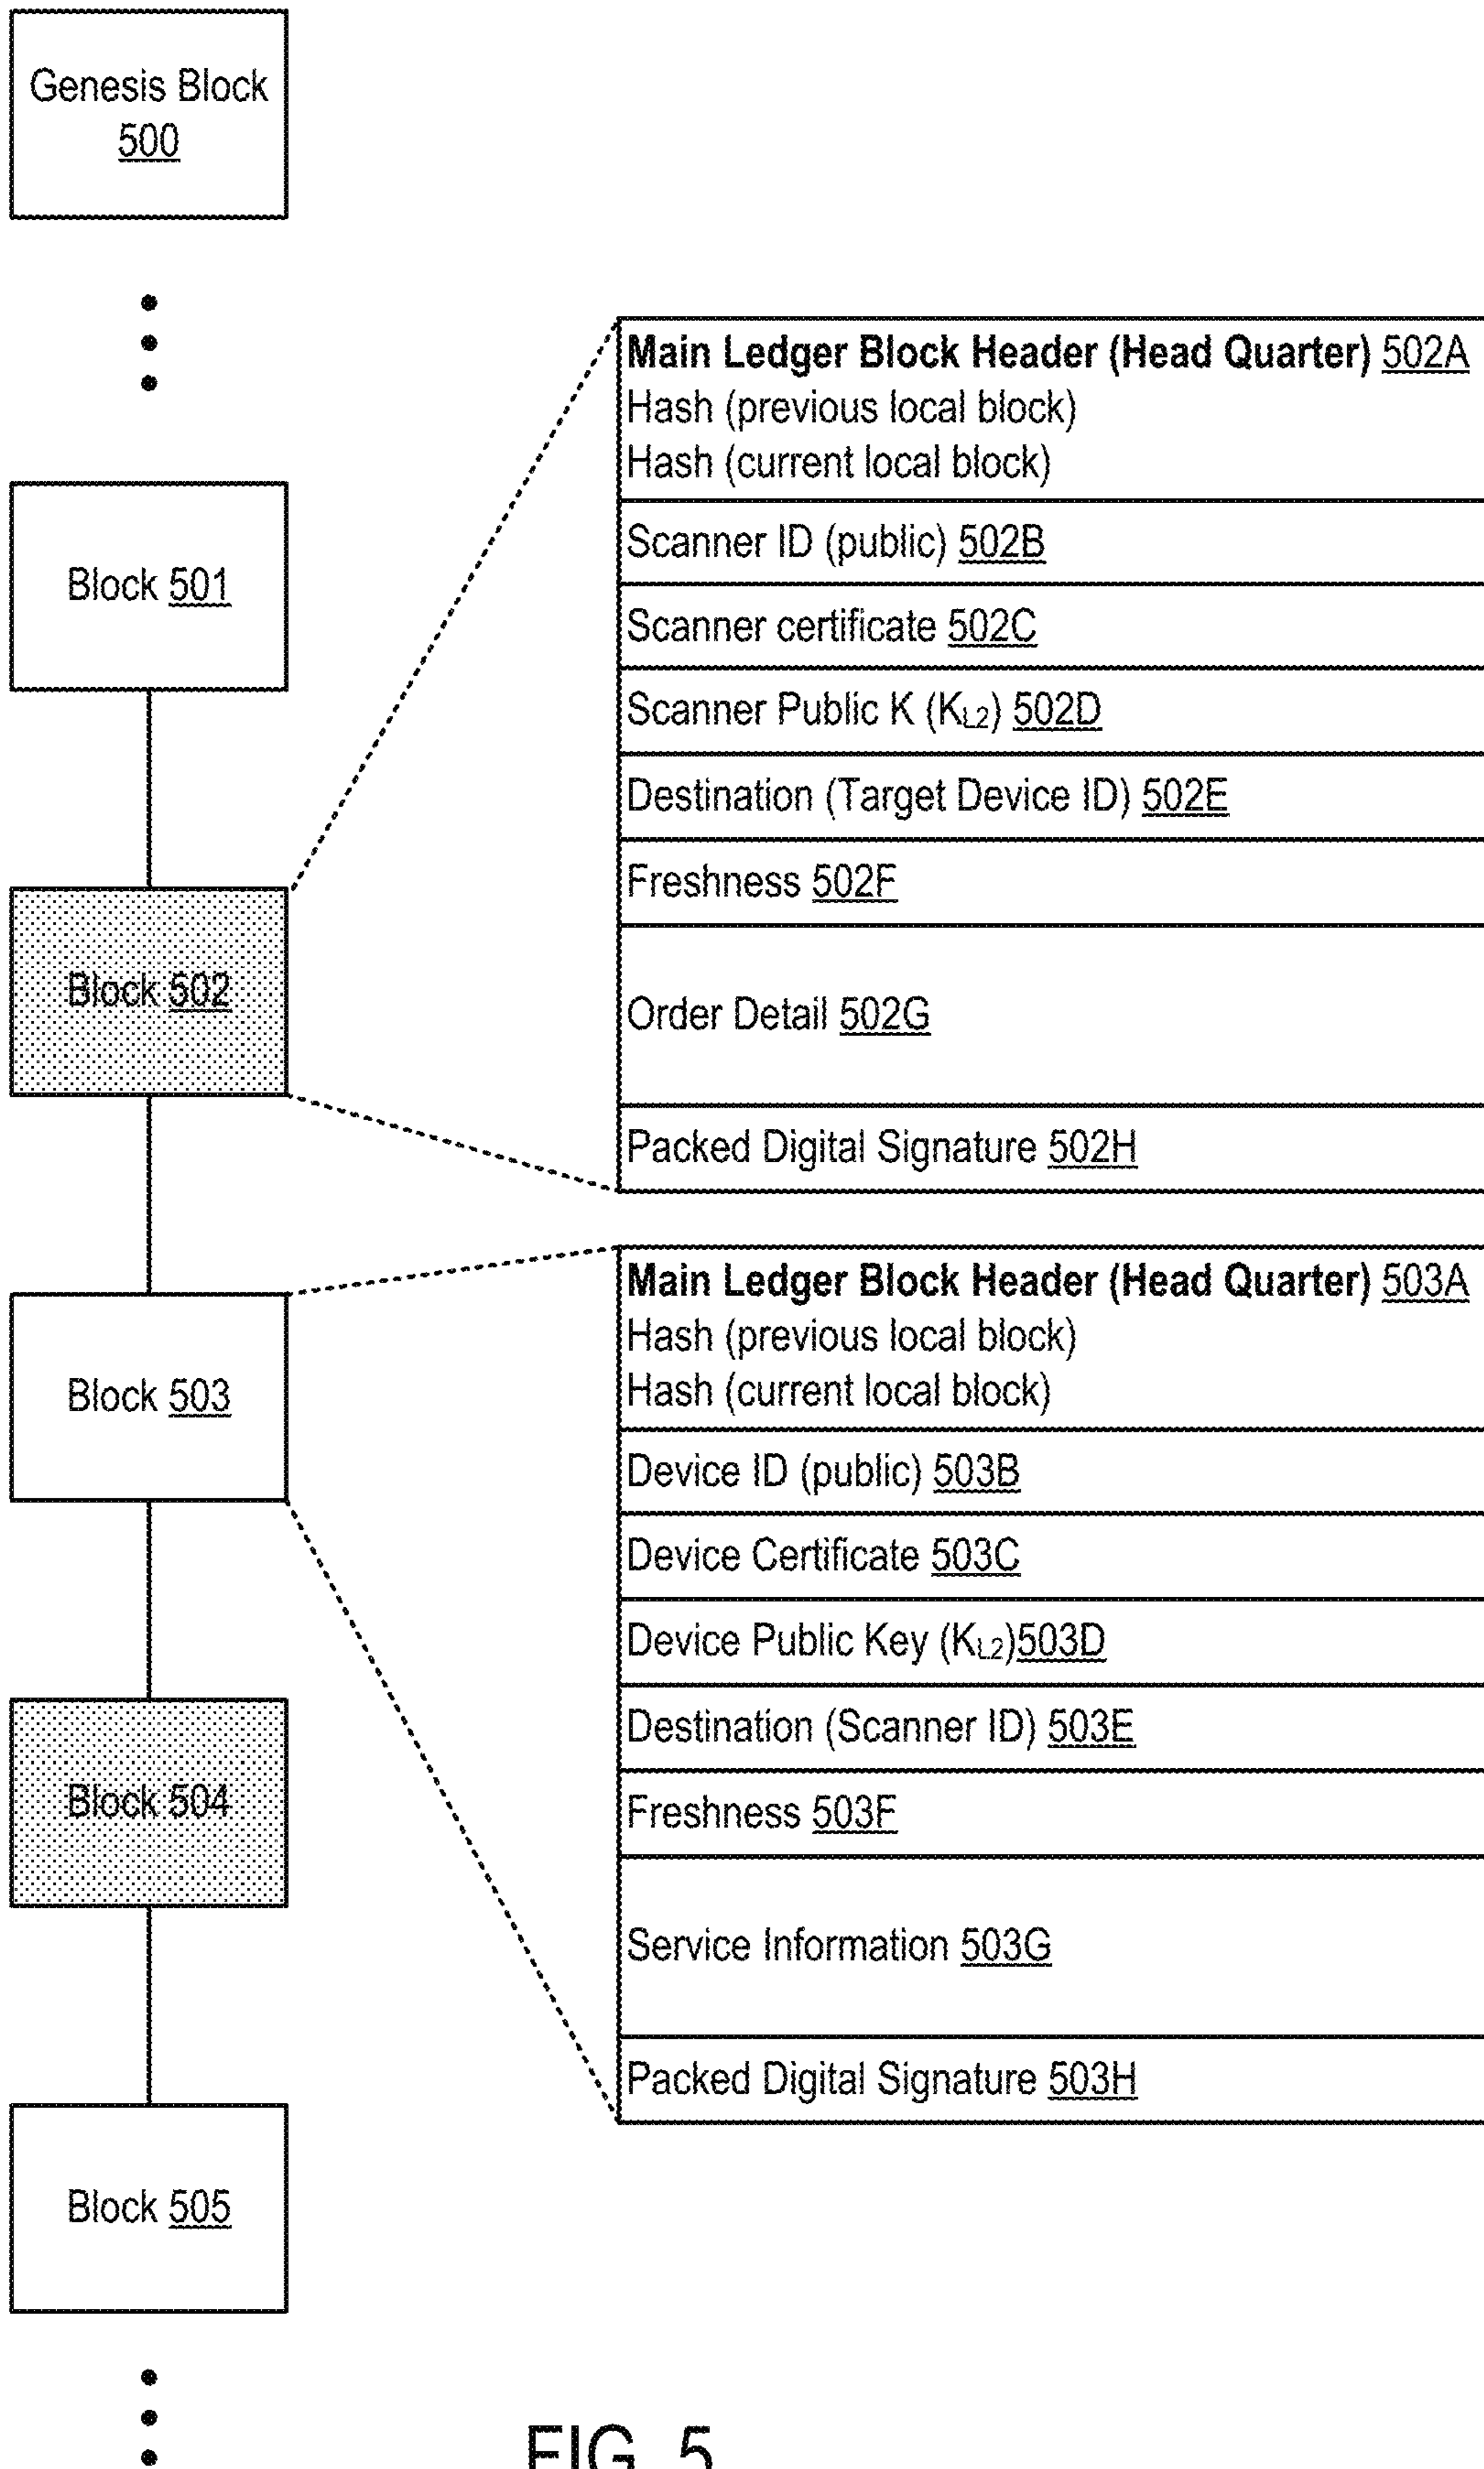 Genesis Block
500
Block 501
Block 502
Block 503
Block 504
Block 505
Main Ledger Block Header (Head Quarter) 502A
Hash (previous local block)
Hash (current local block)
Scanner ID (public) 502B
Scanner certificate 502C
Scanner Public K (KL2) 502D
Destination (Target Device ID) 502E
Freshness 502F
Order Detail 502G
Packed Digital Signature 502H
Main Ledger Block Header (Head Quarter) 503A
Hash (previous local block)
Hash (current local block)
Device ID (public) 503B
Device Certificate 503C
Device Public Key (KL2)503D
Destination (Scanner ID) 503E
Freshness 503F
Service Information 503G
Packed Digital Signature 503H
FIG. 5